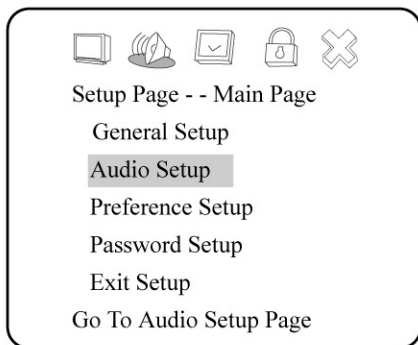 Setup Page - - Main Page
General Setup
Audio Setup
Preference Setup
Password Setup
Exit Setup
Go To Audio Setup Page